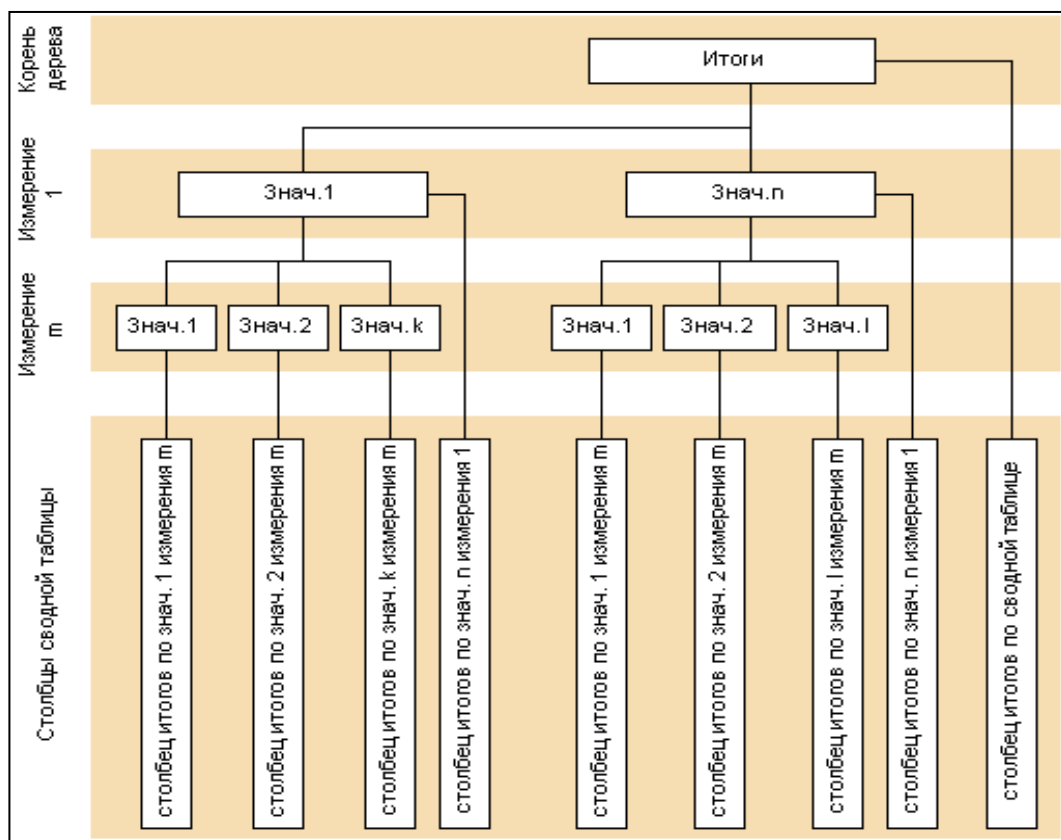 Корень
дерева
Итоги
Измерение
1
Знач.1
Знач.n
Измерение
m
Знач.1
Знач.2
Знач.k
Знач.1
Знач.2
Знач.l
Столбцы сводной таблицы
столбец итогов по знач. 1 измерения m
столбец итогов по знач. 2 измерения m
столбец итогов по знач. k измерения m
столбец итогов по знач. n измерения 1
столбец итогов по знач. 1 измерения m
столбец итогов по знач. 2 измерения m
столбец итогов по знач. l измерения m
столбец итогов по знач. n измерения 1
столбец итогов по сводной таблице